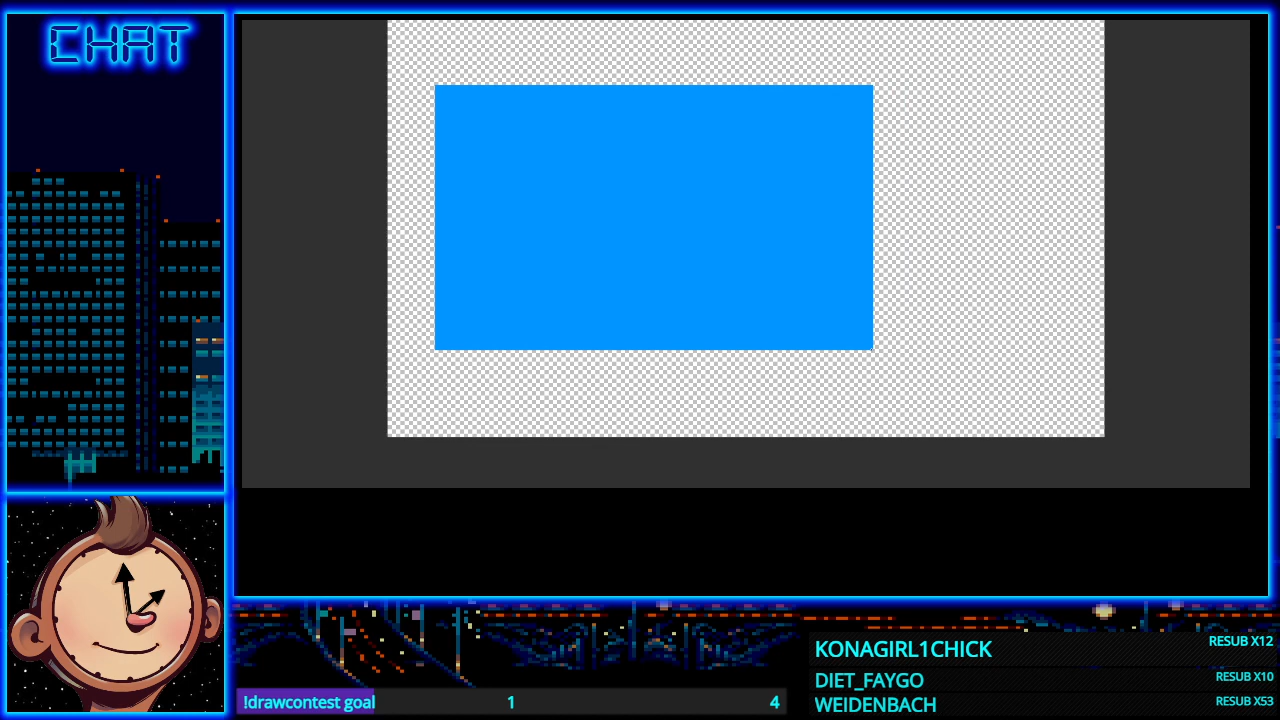 CHAT
KONAGIRL1CHICK RESUB X12
DIET_FAYGO RESUB X10
WEIDENBACH RESUB X53
!drawcontest goal 1 4